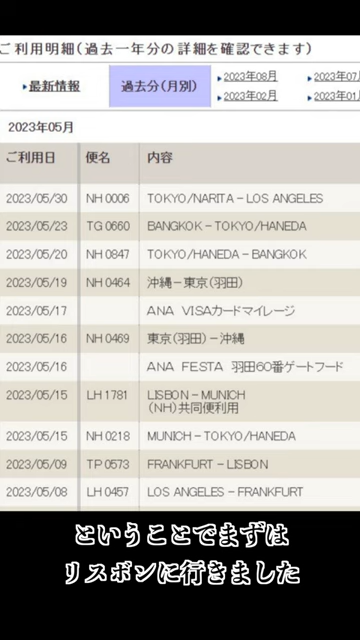 ご利用明細(過去一年分の詳細を確認できます)
最新情報
過去分(月別)
2023年08月
2023年07
2023年02月
2023年01
2023年05月
ご利用日 便名 内容
2023/05/30 NH 0006 TOKYO/NARITA - LOS ANGELES
2023/05/23 TG 0660 BANGKOK - TOKYO/HANEDA
2023/05/20 NH 0847 TOKYO/HANEDA - BANGKOK
2023/05/19 NH 0464 沖縄-東京(羽田)
2023/05/17 ANA VISAカードマイレージ
2023/05/16 NH 0469 東京(羽田)-沖縄
2023/05/16 ANA FESTA 羽田60番ゲートフード
2023/05/15 LH 1781 LISBON - MUNICH
(NH)共同便利用
2023/05/15 NH 0218 MUNICH - TOKYO/HANEDA
2023/05/09 TP 0573 FRANKFURT - LISBON
2023/05/08 LH 0457 LOS ANGELES - FRANKFURT
ということでまずは
リスボンに行きました